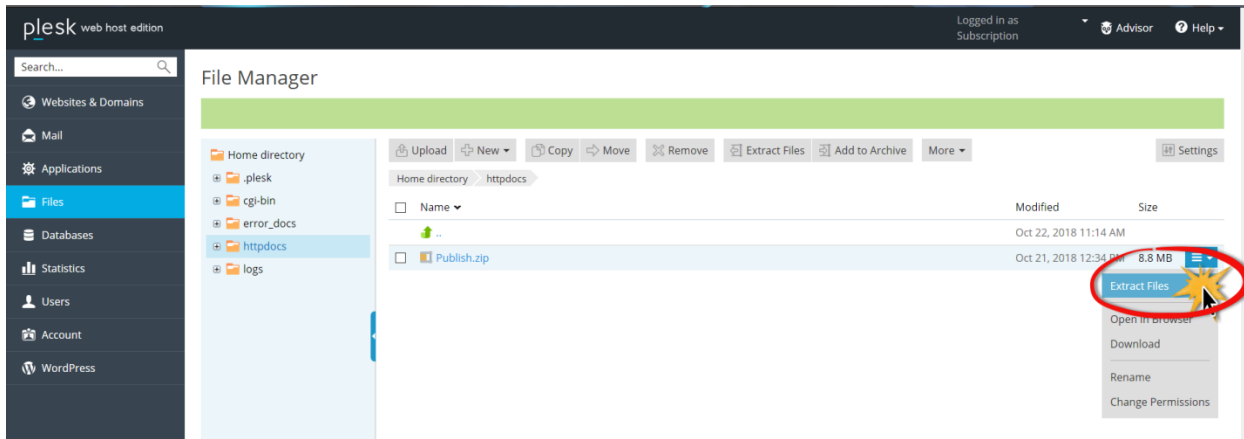 plesk web host edition
Logged in as
Subscription
Advisor
Help
Search...
File Manager
Websites & Domains
Mail
Applications
Files
Databases
Statistics
Users
Account
WordPress
Home directory
.plesk
cgi-bin
error_docs
httpdocs
logs
Upload New Copy Move Remove Extract Files Add to Archive More Settings
Home directory httpdocs
Name Modified Size
.. Oct 22, 2018 11:14 AM
Publish.zip Oct 21, 2018 12:34 PM 8.8 MB
Extract Files
Open in Browser
Download
Rename
Change Permissions